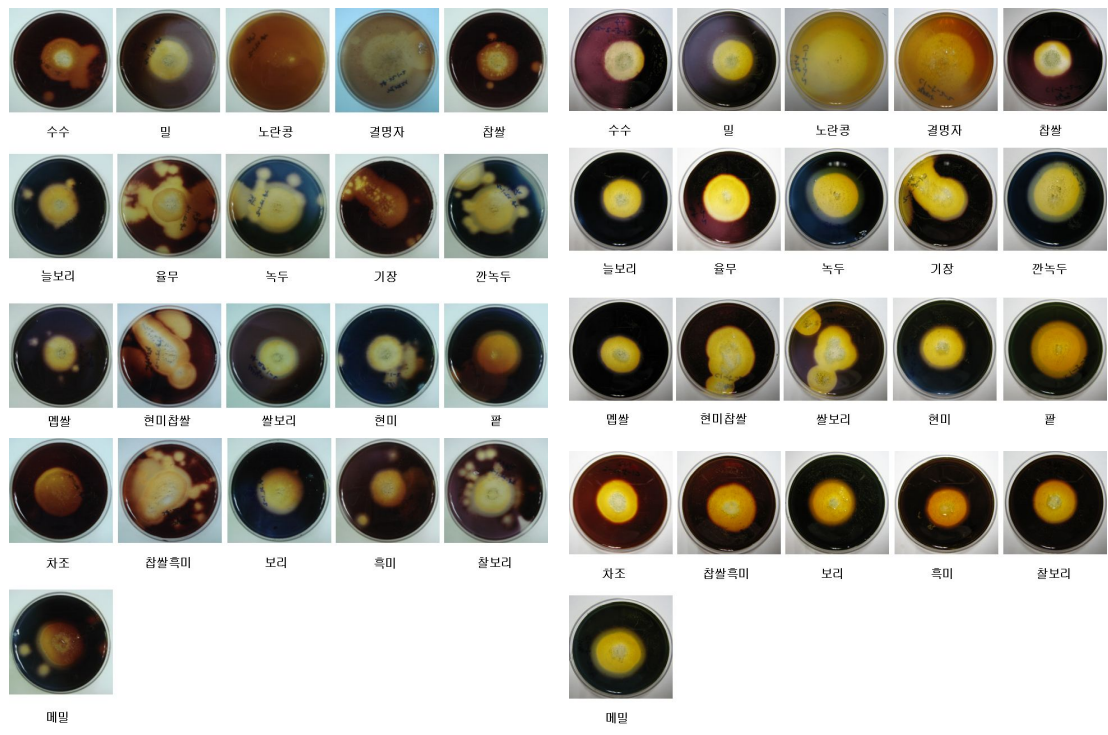 수수 밀 노란콩 결명자 찹쌀
늘보리 율무 녹두 기장 깐녹두
멥쌀 현미찹쌀 쌀보리 현미 팥
차조 찹쌀흑미 보리 흑미 찰보리
메밀
수수 밀 노란콩 결명자 찹쌀
늘보리 율무 녹두 기장 깐녹두
멥쌀 현미찹쌀 쌀보리 현미 팥
차조 찹쌀흑미 보리 흑미 찰보리
메밀